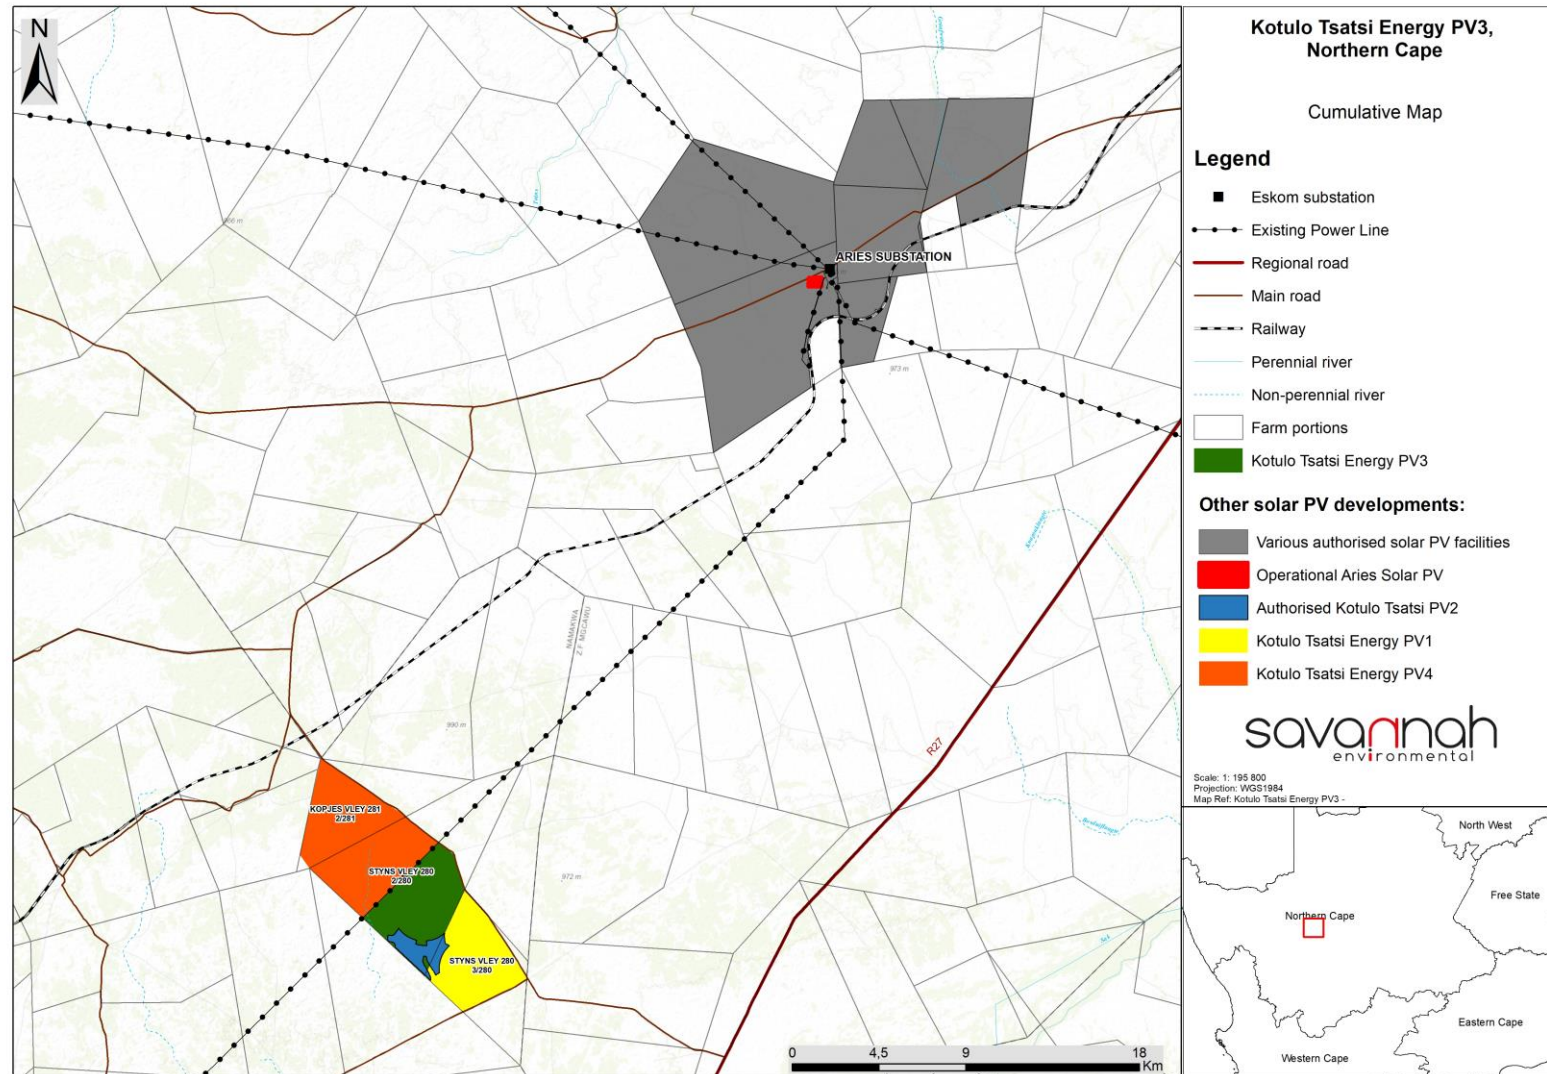 N
Kotulo Tsatsi Energy PV3,
Northern Cape
Cumulative Map
Legend
Eskom substation
Existing Power Line
Regional road
Main road
Railway
Perennial river
Non-perennial river
Farm portions
Kotulo Tsatsi Energy PV3
Other solar PV developments:
Various authorised solar PV facilities
Operational Aries Solar PV
Authorised Kotulo Tsatsi PV2
Kotulo Tsatsi Energy PV1
Kotulo Tsatsi Energy PV4
savannah
environmental
Scale: 1: 195 800
Projection: WGS1984
Map Ref: Kotulo Tsatsi Energy PV3 -
North West
Free State
Northern Cape
Eastern Cape
Western Cape
ARIES SUBSTATION
973 m
NAMAKWA
Z F MGCAWU
990 m
R27
KOPJES VLEY 281
2/281
STYNS VLEY 280
2/280
972 m
STYNS VLEY 280
3/280
0 4,5 9 18
Km